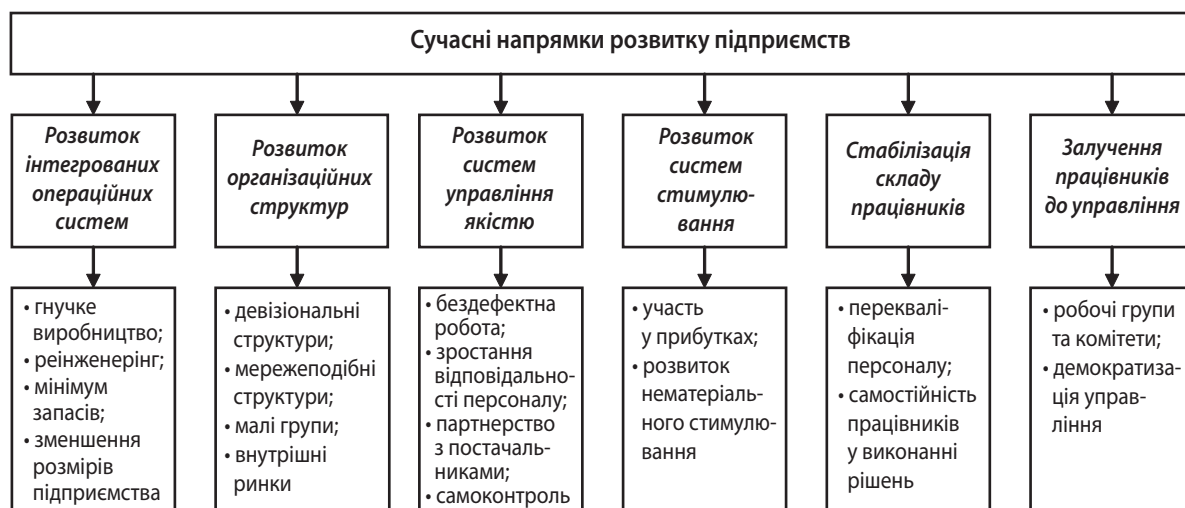 Сучасні напрямки розвитку підприємств
Розвиток
інтегрованих
операційних
систем
Розвиток
організаційних
структур
Розвиток
систем
управління
якістю
Розвиток
систем
стимулю-
вання
Стабілізація
складу
працівників
Залучення
працівників
до управління
• гнучке
виробництво;
• реінженерінг;
• мінімум
запасів;
• зменшення
розмірів
підприємства
• девізіональні
структури;
• мережеподібні
структури;
• малі групи;
• внутрішні
ринки
• бездефектна
робота;
• зростання
відповідально-
сті персоналу;
• партнерство
з постачаль-
никами;
• самоконтроль
• участь
у прибутках;
• розвиток
нематеріаль-
ного стимулю-
вання
• переквалі, 
фікація
персоналу;
• самостійність
працівників
у виконанні
рішень
• робочі групи
та комітети;
• демократиза-
ція управ-
ління